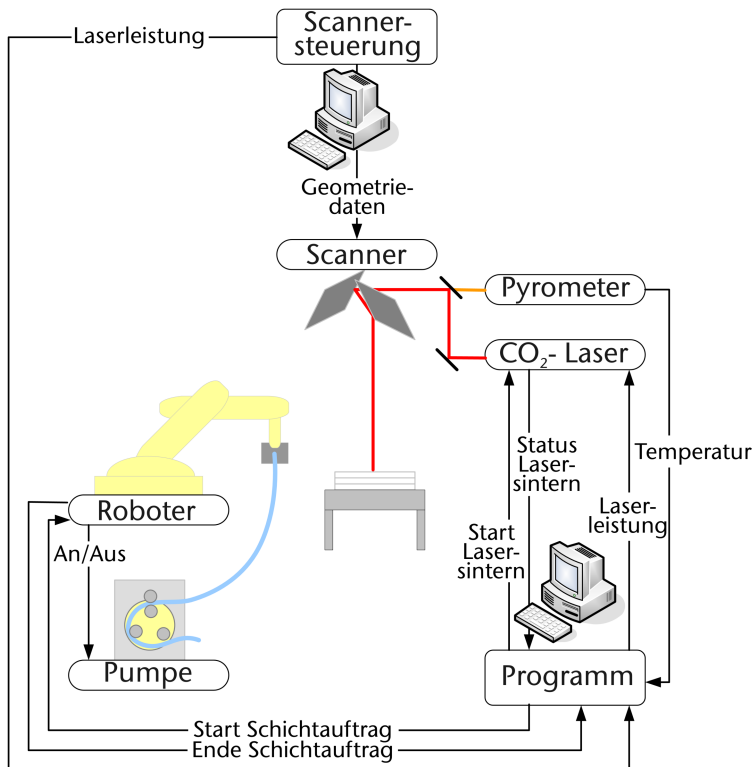 Laserleistung
Scanner-
steuerung
Geometrie-
daten
Scanner
Pyrometer
CO₂- Laser
Status
Laser-
sintern
Temperatur
Start
Laser-
sintern
Laser-
leistung
Roboter
An/Aus
Pumpe
Programm
Start Schichtauftrag
Ende Schichtauftrag